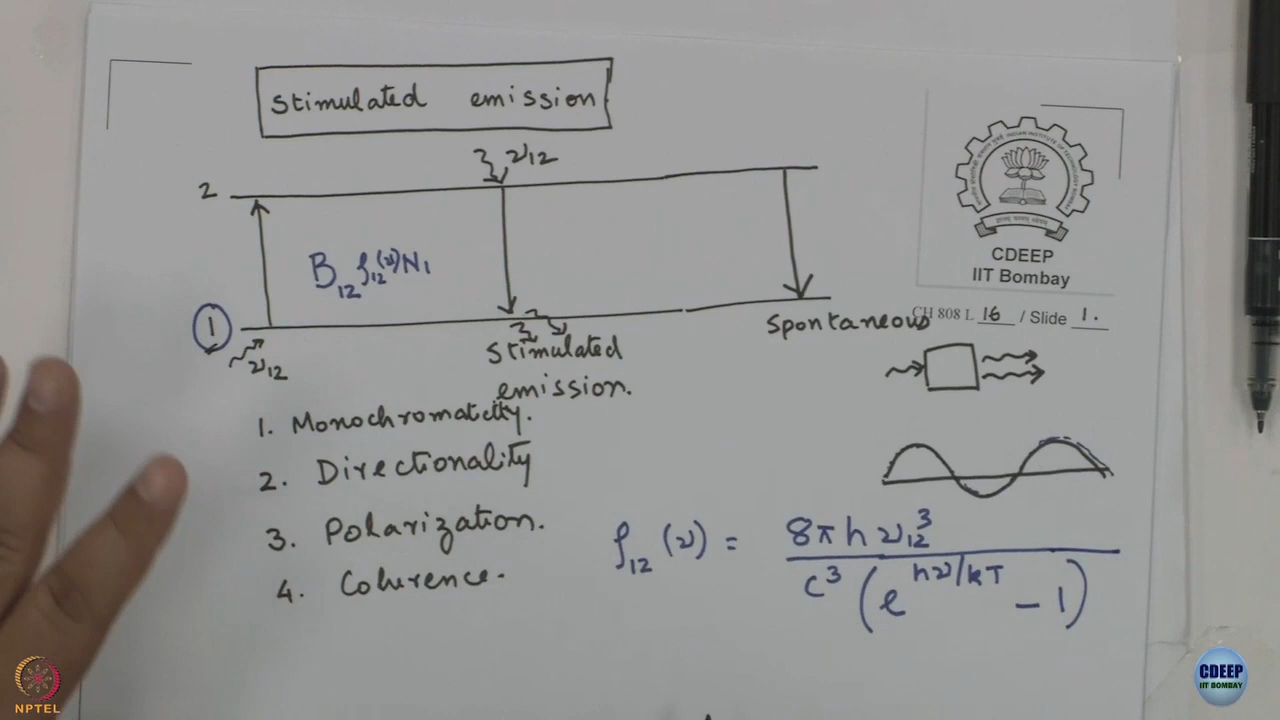 Stimulated emission
ν12
2
B12 ρ12(ν) N1
1
ν12
Stimulated
emission.
Spontaneous
CDEEP
IIT Bombay
CH 808 L 16 / Slide 1.
1. Monochromaticity.
2. Directionality
3. Polarization.
4. Coherence.
ρ12 (ν) = 8πhν12³ / c³ (e^hν/kT − 1)
NPTEL
CDEEP
IIT BOMBAY